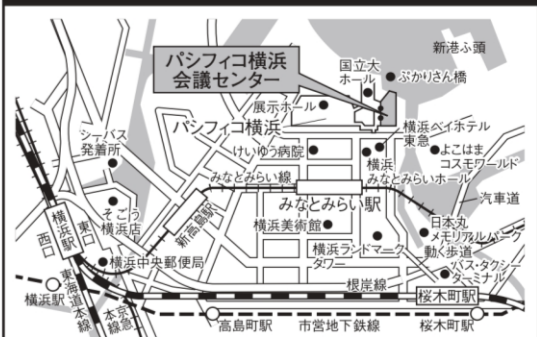 新港ふ頭
パシフィコ横浜
会議センター
国立大
ホール
ぷかりさん橋
展示ホール
パシフィコ横浜
横浜ベイホテル
東急
けいゆう病院
横浜
みなとみらいホール
よこはま
コスモワールド
シーバス
発着所
みなとみらい線
みなとみらい駅
汽車道
そごう
横浜店
新高島駅
横浜美術館
日本丸
メモリアルパーク
動く歩道
横浜ランドマーク
タワー
バス・タクシー
ターミナル
横浜駅
西口
東口
横浜中央郵便局
根岸線
桜木町駅
横浜駅
東海道本線
京急本線
高島町駅
市営地下鉄線
桜木町駅